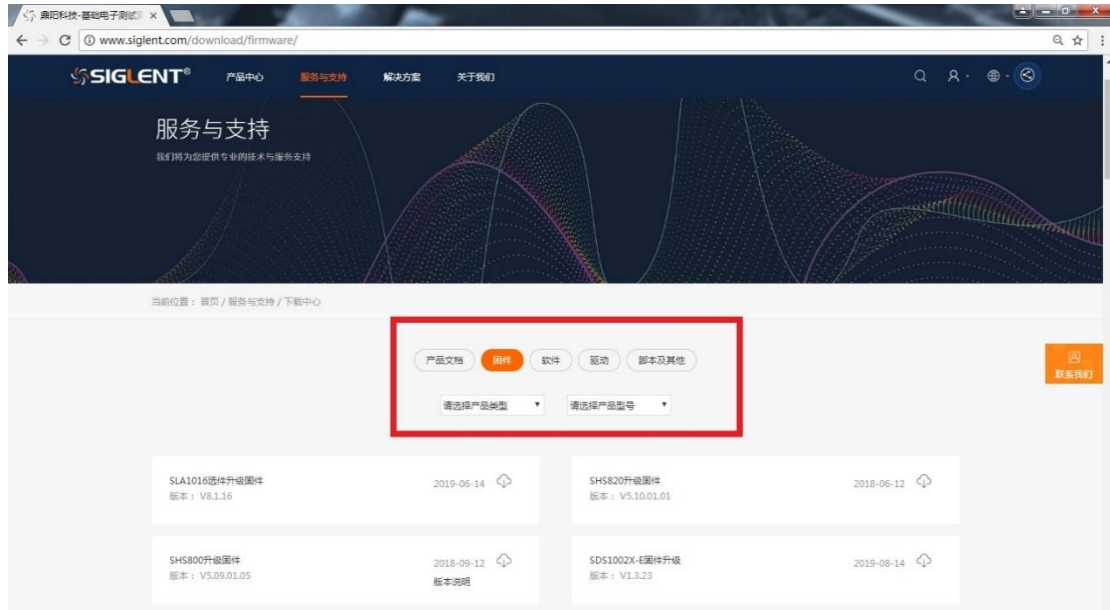 鼎阳科技-基础电子测试
www.siglent.com/download/firmware/
SIGLENT®
产品中心 服务与支持 解决方案 关于我们
服务与支持
我们将为您提供专业的技术与服务支持
当前位置： 首页 / 服务与支持 / 下载中心
产品文档 固件 软件 驱动 脚本及其他
请选择产品类型 请选择产品型号
联系我们
SLA1016选件升级固件 2019-06-14
版本： V8.1.16
SHS820升级固件 2018-06-12
版本： V5.10.01.01
SHS800升级固件 2018-09-12
版本： V5.09.01.05 版本说明
SDS1002X-E固件升级 2019-08-14
版本： V1.3.23